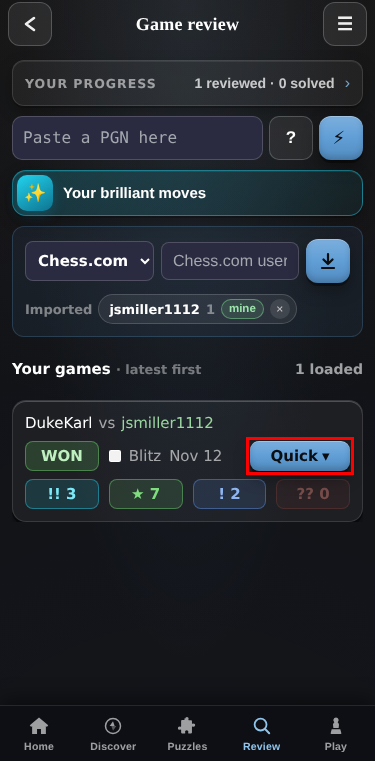 Game review
YOUR PROGRESS 1 reviewed · 0 solved ›
Paste a PGN here ?
Your brilliant moves
Chess.com Chess.com user
Imported jsmiller1112 1 mine ×
Your games · latest first 1 loaded
DukeKarl vs jsmiller1112
WON Blitz Nov 12 Quick ▾
!! 3 ★ 7 ! 2 ?? 0
Home Discover Puzzles Review Play